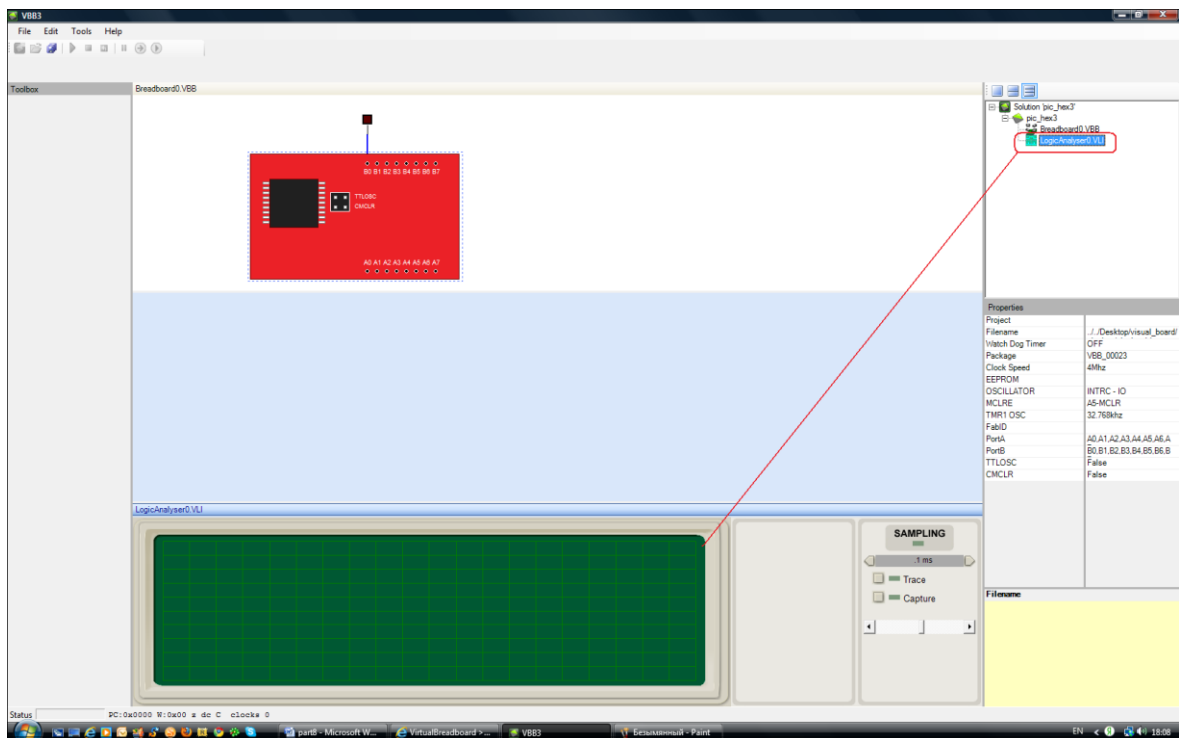 VBB3
File Edit Tools Help
Toolbox
Breadboard0.VBB
B0 B1 B2 B3 B4 B5 B6 B7
TTLOSC
CMCLR
A0 A1 A2 A3 A4 A5 A6 A7
Solution 'pic_hex3'
pic_hex3
Breadboard0.VBB
LogicAnalyser0.VLI
Properties
Project
Filename ../../Desktop/visual_board/
Watch Dog Timer OFF
Package VBB_00023
Clock Speed 4Mhz
EEPROM
OSCILLATOR INTRC - IO
MCLRE A5-MCLR
TMR1 OSC 32.768khz
FabID
PortA A0,A1,A2,A3,A4,A5,A6,A
PortB B0,B1,B2,B3,B4,B5,B6,B
TTLOSC False
CMCLR False
LogicAnalyser0.VLI
SAMPLING
.1 ms
Trace
Capture
Filename
Status PC:0x0000 W:0x00 z dc C clocks 0
part8 - Microsoft W... VirtualBreadboard >... VBB3 Безымянный - Paint EN < 18:08